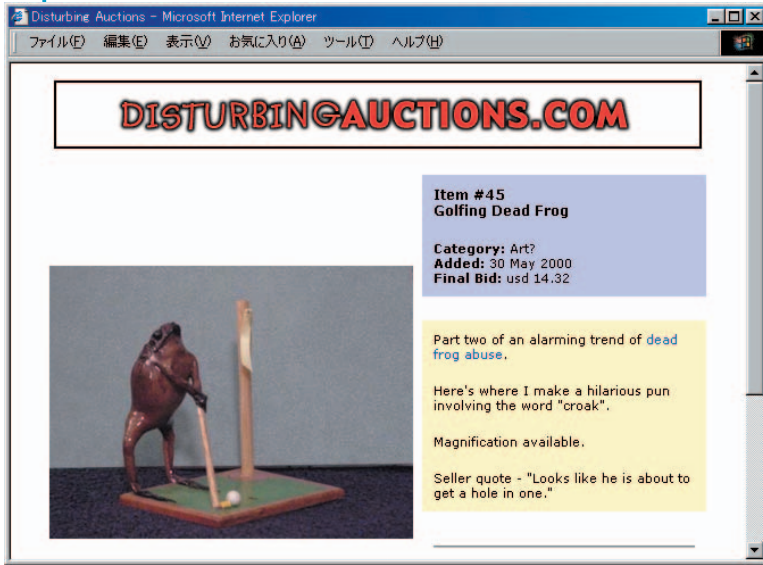 Disturbing Auctions - Microsoft Internet Explorer
ファイル(F) 編集(E) 表示(V) お気に入り(A) ツール(T) ヘルプ(H)
DISTURBINGAUCTIONS.COM
Item #45
Golfing Dead Frog
Category: Art?
Added: 30 May 2000
Final Bid: usd 14.32
Part two of an alarming trend of dead
frog abuse.
Here's where I make a hilarious pun
involving the word "croak".
Magnification available.
Seller quote - "Looks like he is about to
get a hole in one."